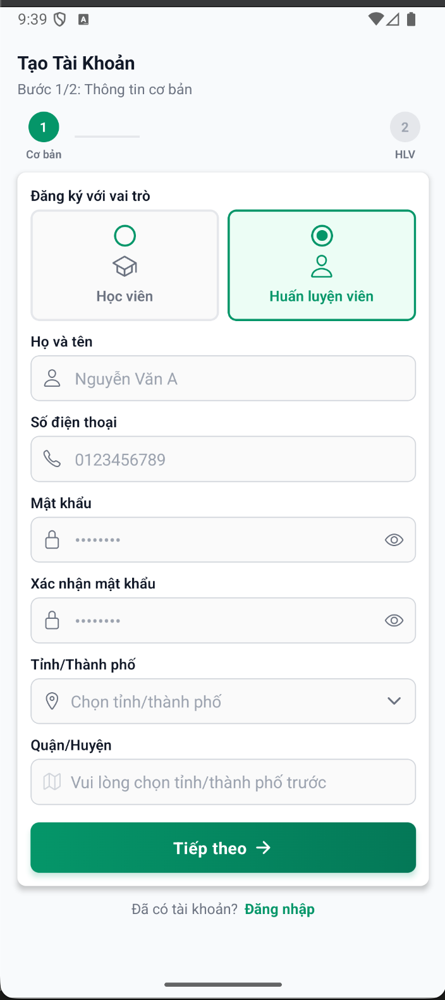 9:39
A
Tạo Tài Khoản
Bước 1/2: Thông tin cơ bản
1
2
Cơ bản
HLV
Đăng ký với vai trò
Học viên
Huấn luyện viên
Họ và tên
Nguyễn Văn A
Số điện thoại
0123456789
Mật khẩu
••••••••
Xác nhận mật khẩu
••••••••
Tỉnh/Thành phố
Chọn tỉnh/thành phố
Quận/Huyện
Vui lòng chọn tỉnh/thành phố trước
Tiếp theo →
Đã có tài khoản? Đăng nhập